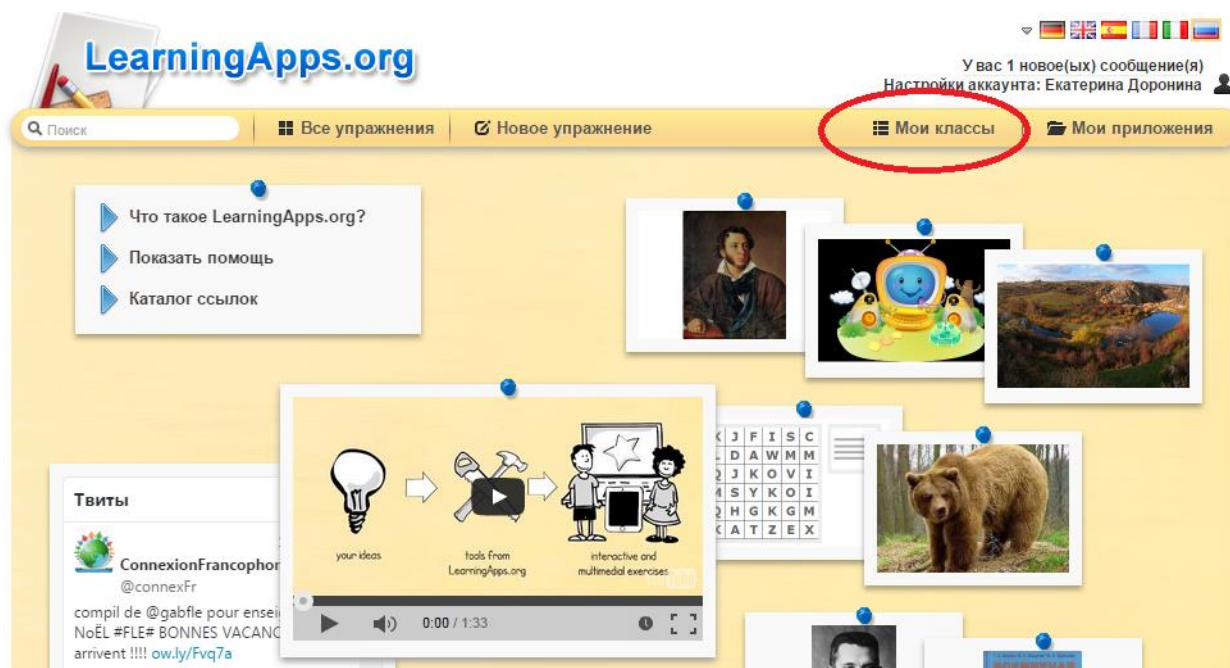 LearningApps.org
У вас 1 новое(ых) сообщение(я)
Настройки аккаунта: Екатерина Доронина
Поиск
Все упражнения
Новое упражнение
Мои классы
Мои приложения
Что такое LearningApps.org?
Показать помощь
Каталог ссылок
J F I S C
D A W M M
J K O V I
S Y K O I
H G K G M
A T Z E X
your ideas
tools from
LearningApps.org
interactive and
multimedial exercises
0:00 / 1:33
Твиты
ConnexionFrancophon
@connexFr
compil de @gabfle pour ensei
NoËL #FLE# BONNES VACANC
arrivent !!!! ow.ly/Fvq7a